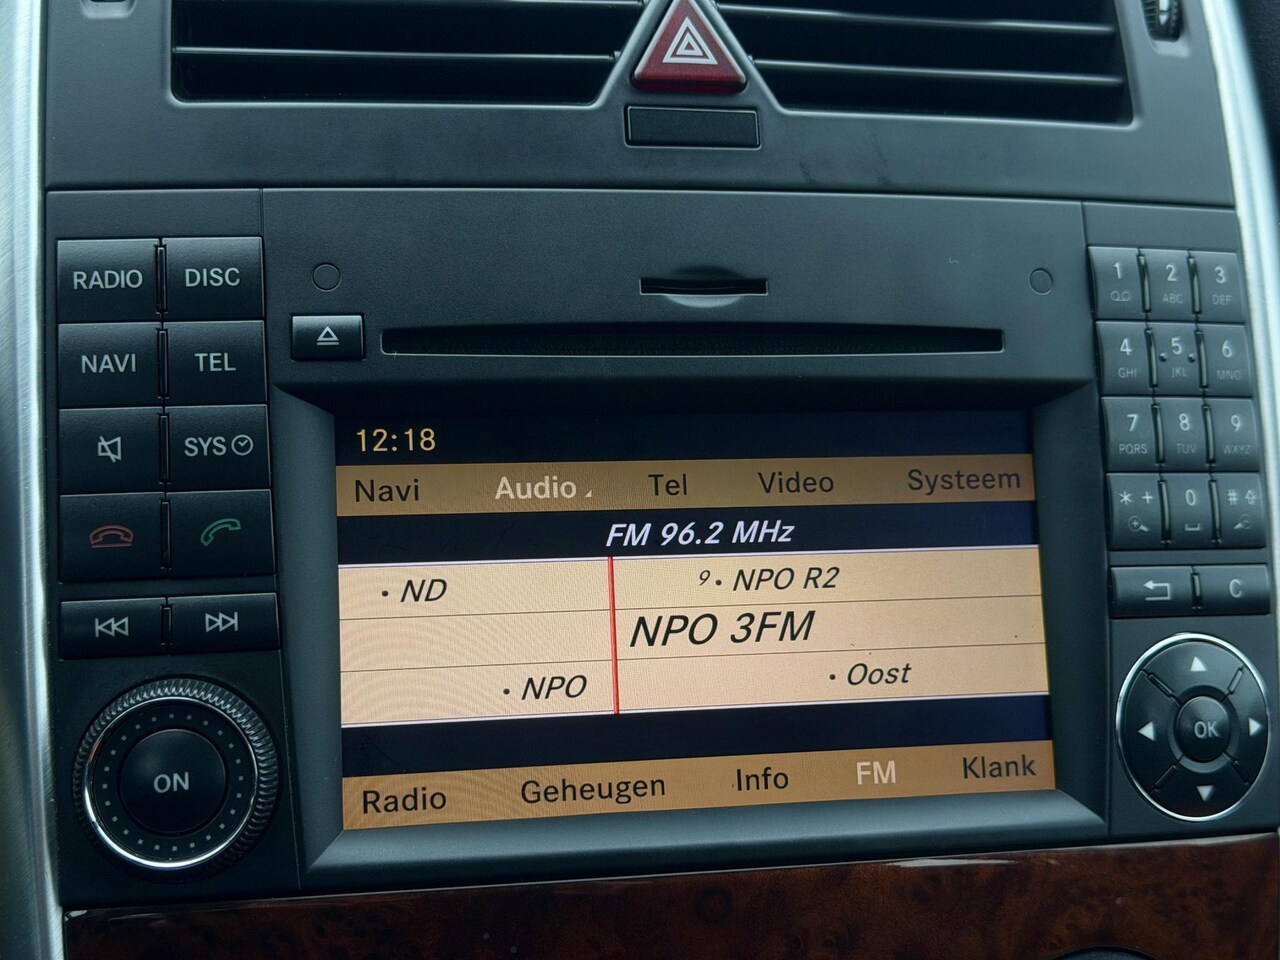 RADIO DISC
NAVI TEL
SYS
ON
12:18
Navi Audio Tel Video Systeem
FM 96.2 MHz
• ND 9• NPO R2
NPO 3FM
• NPO • Oost
Radio Geheugen Info FM Klank
1 2 3
ABC DEF
4 5 6
GHI JKL MNO
7 8 9
PQRS TUV WXYZ
* + 0 #
C
OK